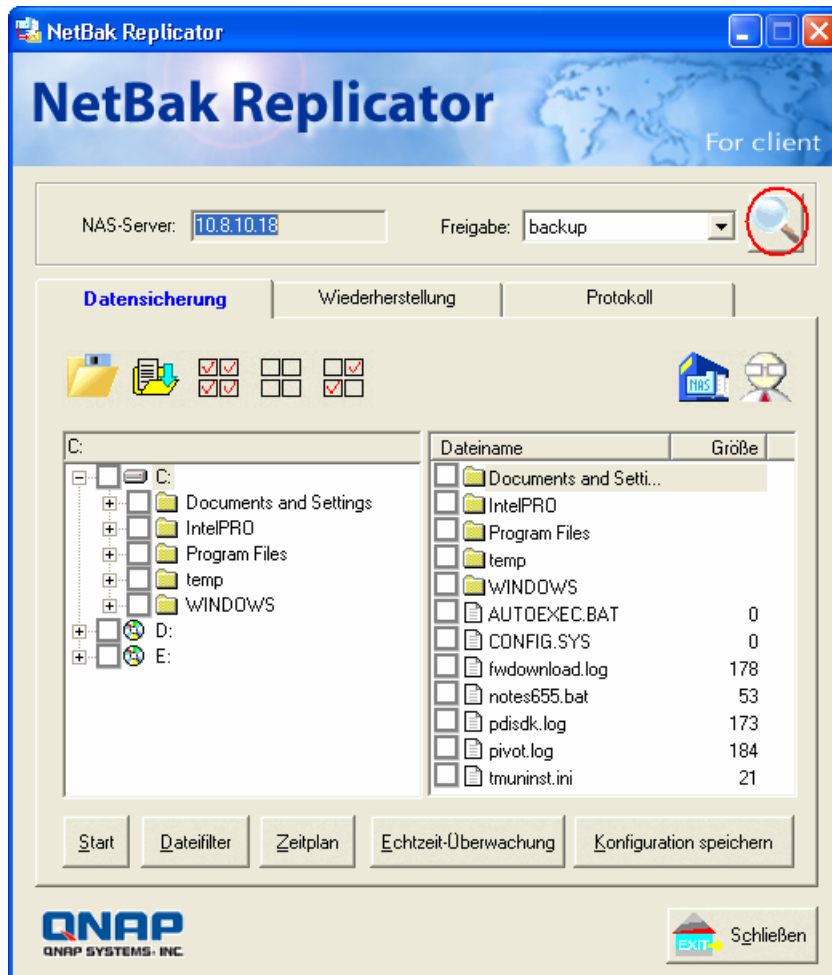 NetBak Replicator
NetBak Replicator
For client
NAS-Server: 10.8.10.18 Freigabe: backup
Datensicherung Wiederherstellung Protokoll
NAS
C:
C:
Documents and Settings
IntelPRO
Program Files
temp
WINDOWS
D:
E:
Dateiname Größe
Documents and Setti...
IntelPRO
Program Files
temp
WINDOWS
AUTOEXEC.BAT 0
CONFIG.SYS 0
fwdownload.log 178
notes655.bat 53
pdisdk.log 173
pivot.log 184
tmuninst.ini 21
Start Dateifilter Zeitplan Echtzeit-Überwachung Konfiguration speichern
QNAP
QNAP SYSTEMS, INC.
EXIT Schließen